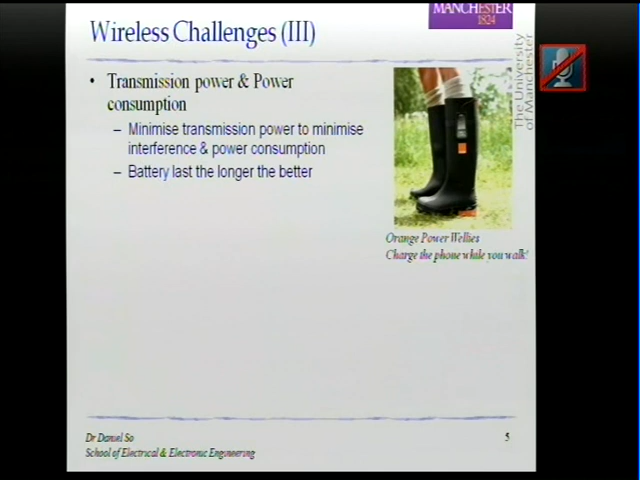 MANCHESTER
1824
Wireless Challenges (III)
The University
of Manchester
• Transmission power & Power
consumption
– Minimise transmission power to minimise
interference & power consumption
– Battery last the longer the better
Orange Power Wellies
Charge the phone while you walk!
Dr Daniel So
School of Electrical & Electronic Engineering
5